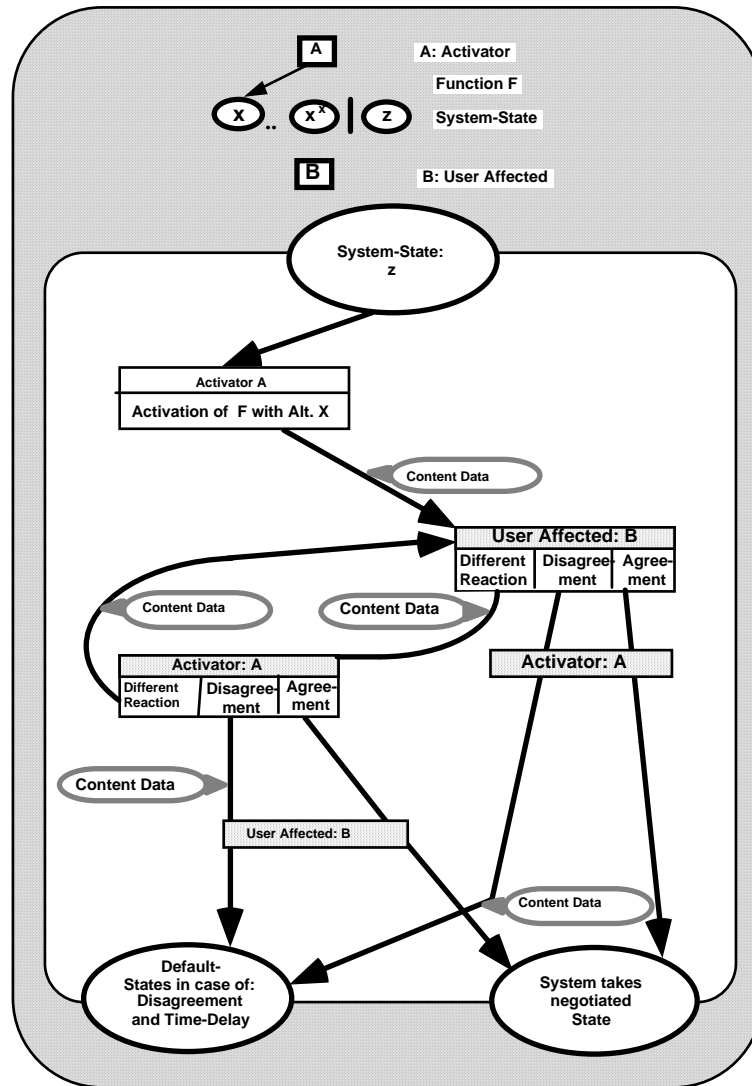 A
A: Activator
Function F
x .. x^x | z
System-State
B
B: User Affected
System-State:
z
Activator A
Activation of F with Alt. X
Content Data
User Affected: B
Different
Reaction
Disagree-
ment
Agree-
ment
Content Data
Content Data
Activator: A
Activator: A
Different
Reaction
Disagree-
ment
Agree-
ment
Content Data
User Affected: B
Content Data
Default-
States in case of:
Disagreement
and Time-Delay
System takes
negotiated
State